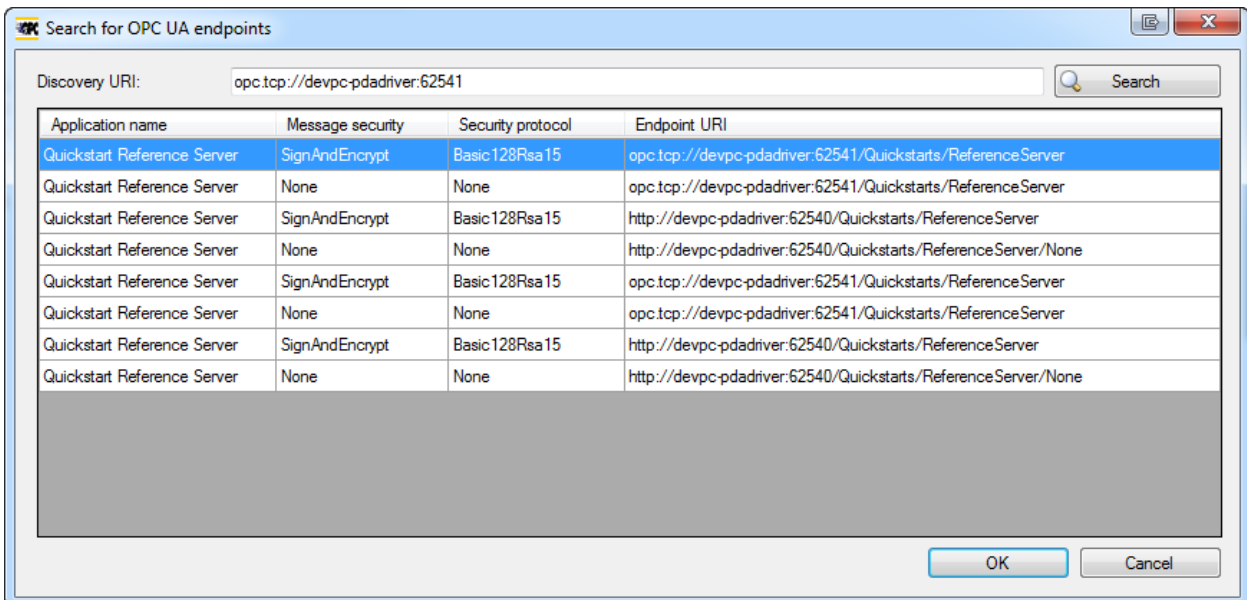 Search for OPC UA endpoints
Discovery URI: opc.tcp://devpc-pdadriver:62541 Search
Application name Message security Security protocol Endpoint URI
Quickstart Reference Server SignAndEncrypt Basic128Rsa15 opc.tcp://devpc-pdadriver:62541/Quickstarts/ReferenceServer
Quickstart Reference Server None None opc.tcp://devpc-pdadriver:62541/Quickstarts/ReferenceServer
Quickstart Reference Server SignAndEncrypt Basic128Rsa15 http://devpc-pdadriver:62540/Quickstarts/ReferenceServer
Quickstart Reference Server None None http://devpc-pdadriver:62540/Quickstarts/ReferenceServer/None
Quickstart Reference Server SignAndEncrypt Basic128Rsa15 opc.tcp://devpc-pdadriver:62541/Quickstarts/ReferenceServer
Quickstart Reference Server None None opc.tcp://devpc-pdadriver:62541/Quickstarts/ReferenceServer
Quickstart Reference Server SignAndEncrypt Basic128Rsa15 http://devpc-pdadriver:62540/Quickstarts/ReferenceServer
Quickstart Reference Server None None http://devpc-pdadriver:62540/Quickstarts/ReferenceServer/None
OK Cancel